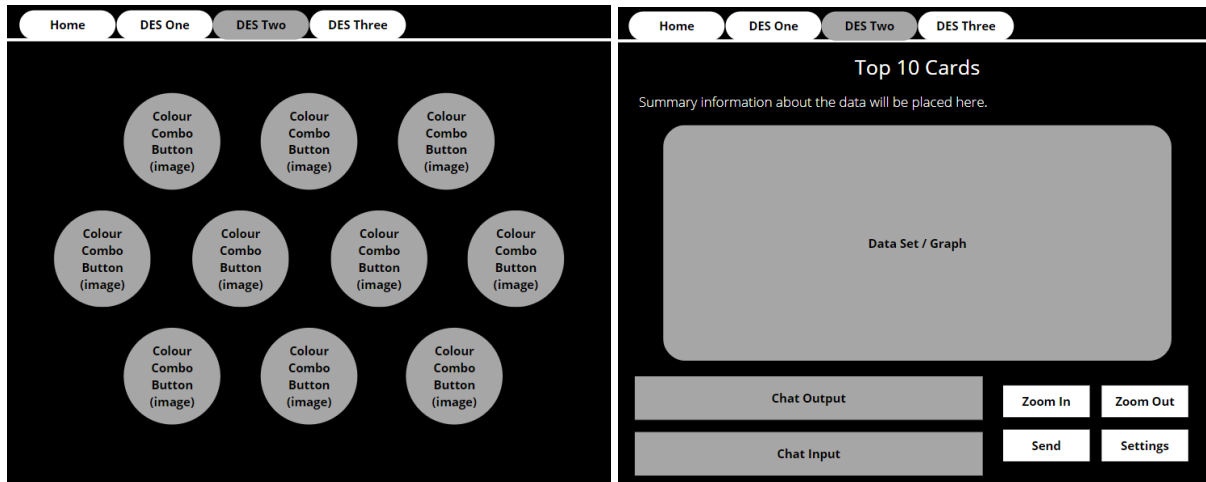 Home DES One DES Two DES Three
Colour Colour Colour
Combo Combo Combo
Button Button Button
(image) (image) (image)
Colour Colour Colour Colour
Combo Combo Combo Combo
Button Button Button Button
(image) (image) (image) (image)
Colour Colour Colour
Combo Combo Combo
Button Button Button
(image) (image) (image)
Home DES One DES Two DES Three
Top 10 Cards
Summary information about the data will be placed here.
Data Set / Graph
Chat Output
Zoom In Zoom Out
Chat Input
Send Settings